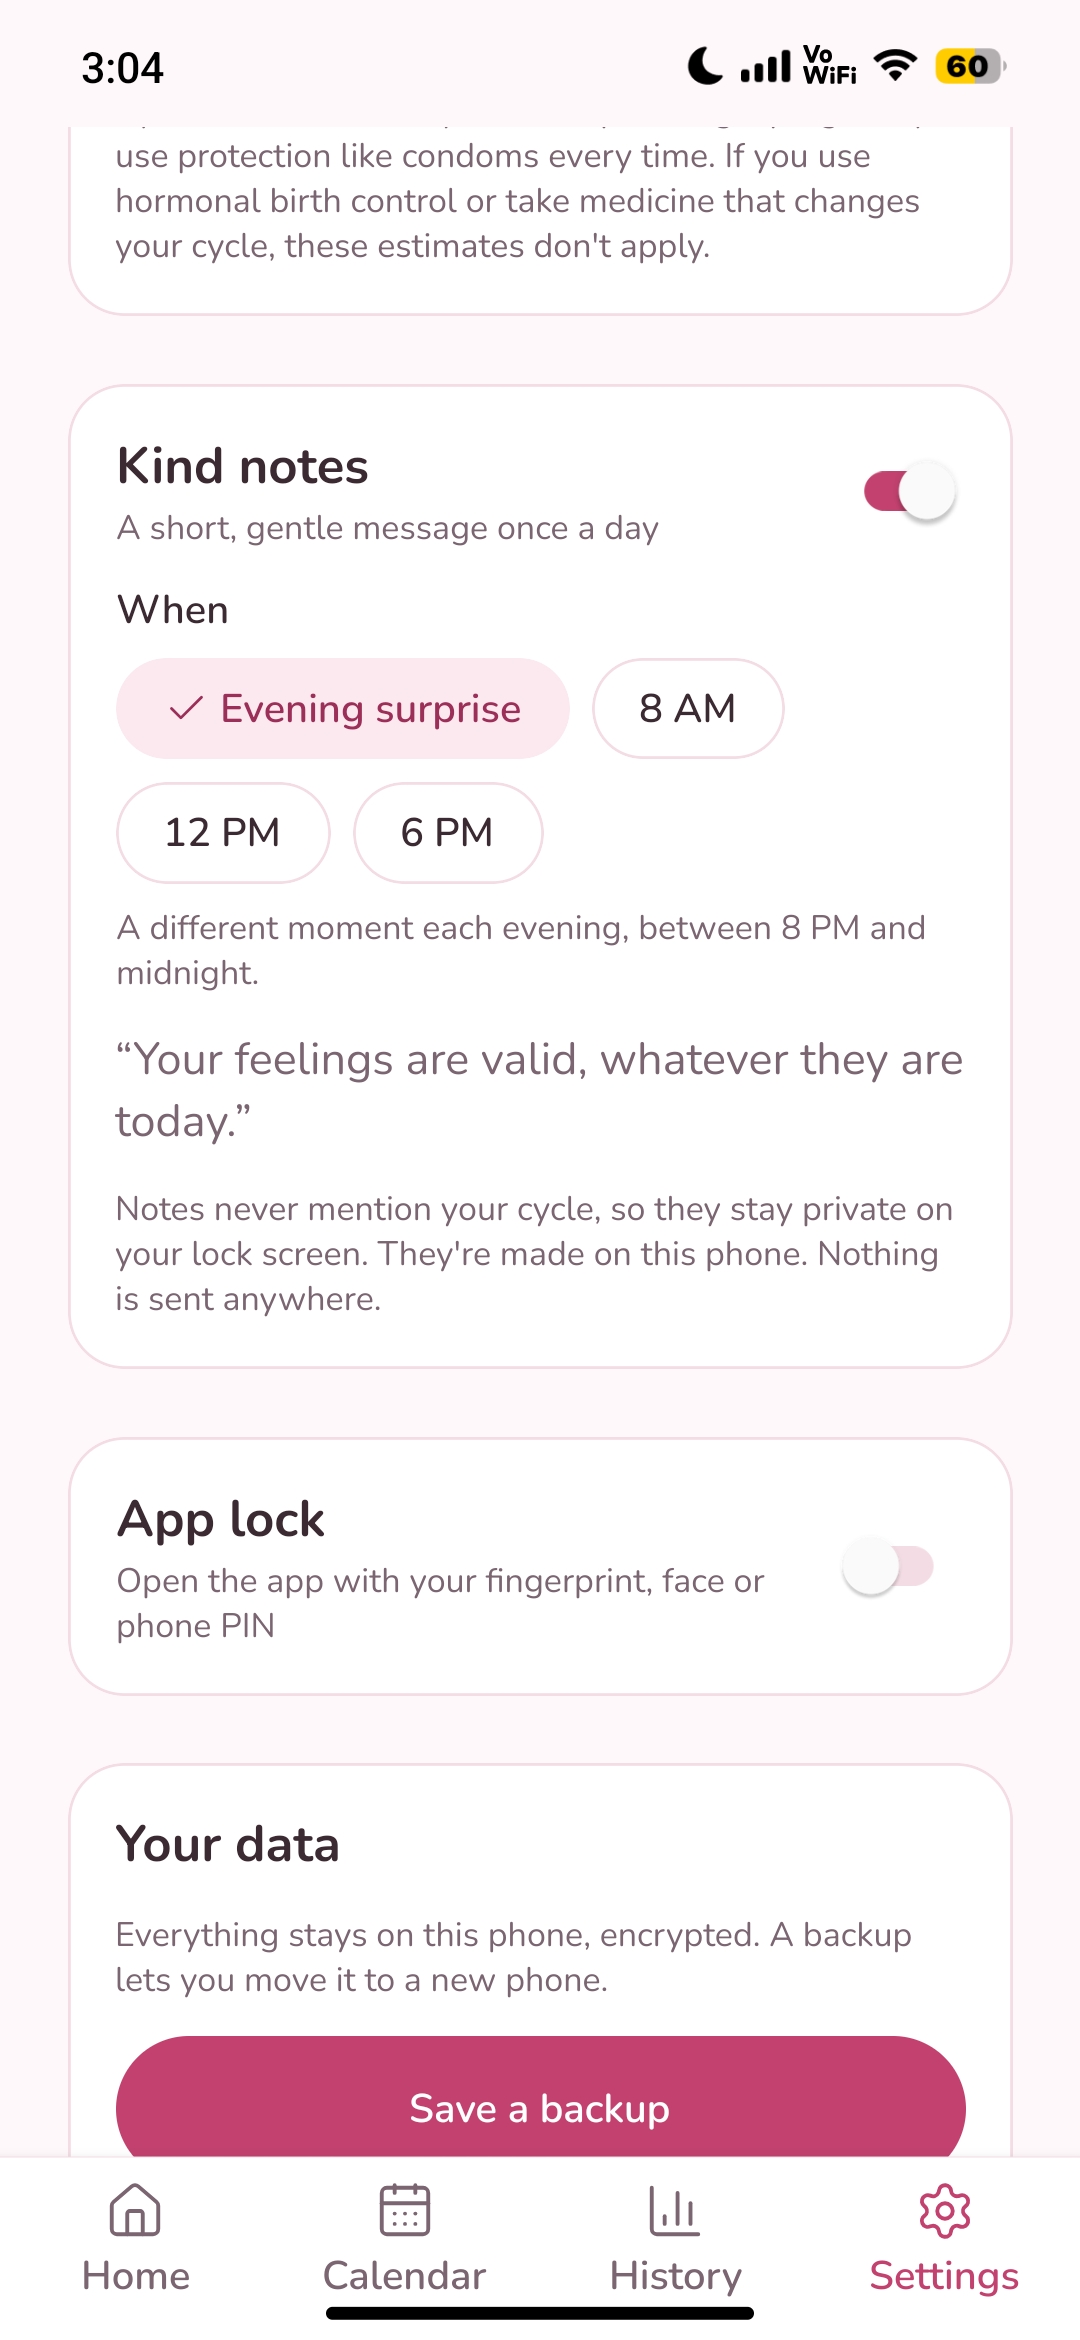 3:04
Vo
WiFi
60
use protection like condoms every time. If you use
hormonal birth control or take medicine that changes
your cycle, these estimates don't apply.
Kind notes
A short, gentle message once a day
When
Evening surprise
8 AM
12 PM
6 PM
A different moment each evening, between 8 PM and
midnight.
“Your feelings are valid, whatever they are
today.”
Notes never mention your cycle, so they stay private on
your lock screen. They're made on this phone. Nothing
is sent anywhere.
App lock
Open the app with your fingerprint, face or
phone PIN
Your data
Everything stays on this phone, encrypted. A backup
lets you move it to a new phone.
Save a backup
Home
Calendar
History
Settings